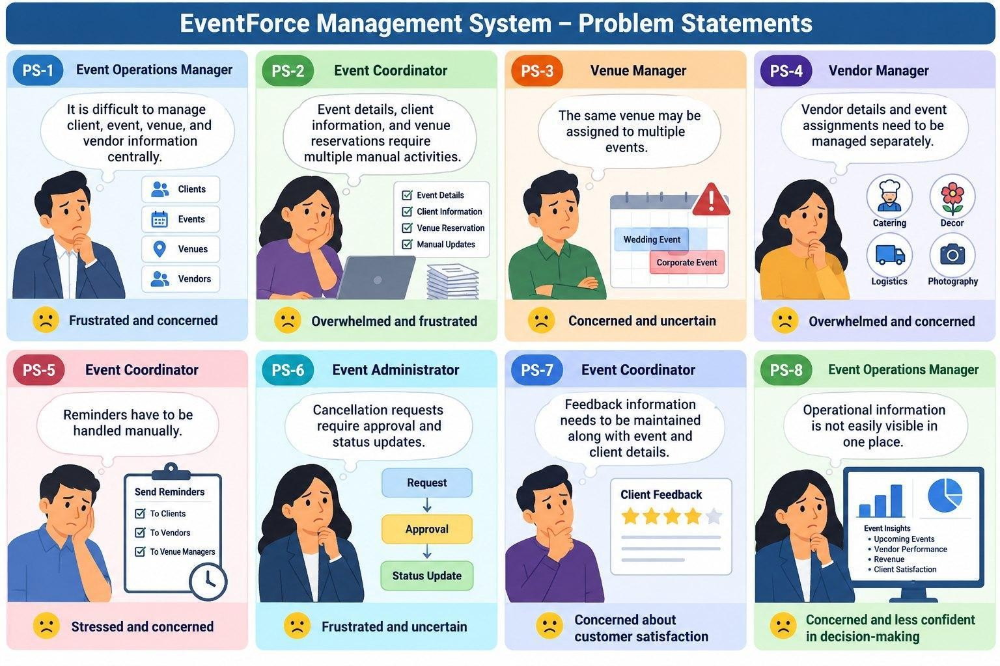 EventForce Management System – Problem Statements
PS-1
Event Operations Manager
It is difficult to manage
client, event, venue, and
vendor information
centrally.
Clients
Events
Venues
Vendors
Frustrated and concerned
PS-2
Event Coordinator
Event details, client
information, and venue
reservations require
multiple manual activities.
Event Details
Client Information
Venue Reservation
Manual Updates
Overwhelmed and frustrated
PS-3
Venue Manager
The same venue may be
assigned to multiple
events.
Wedding Event
Corporate Event
Concerned and uncertain
PS-4
Vendor Manager
Vendor details and event
assignments need to be
managed separately.
Catering
Decor
Logistics
Photography
Overwhelmed and concerned
PS-5
Event Coordinator
Reminders have to be
handled manually.
Send Reminders
To Clients
To Vendors
To Venue Managers
Stressed and concerned
PS-6
Event Administrator
Cancellation requests
require approval and
status updates.
Request
Approval
Status Update
Frustrated and uncertain
PS-7
Event Coordinator
Feedback information
needs to be maintained
along with event and
client details.
Client Feedback
Concerned about
customer satisfaction
PS-8
Event Operations Manager
Operational information
is not easily visible in
one place.
Event Insights
• Upcoming Events
• Vendor Performance
• Revenue
• Client Satisfaction
Concerned and less confident
in decision-making